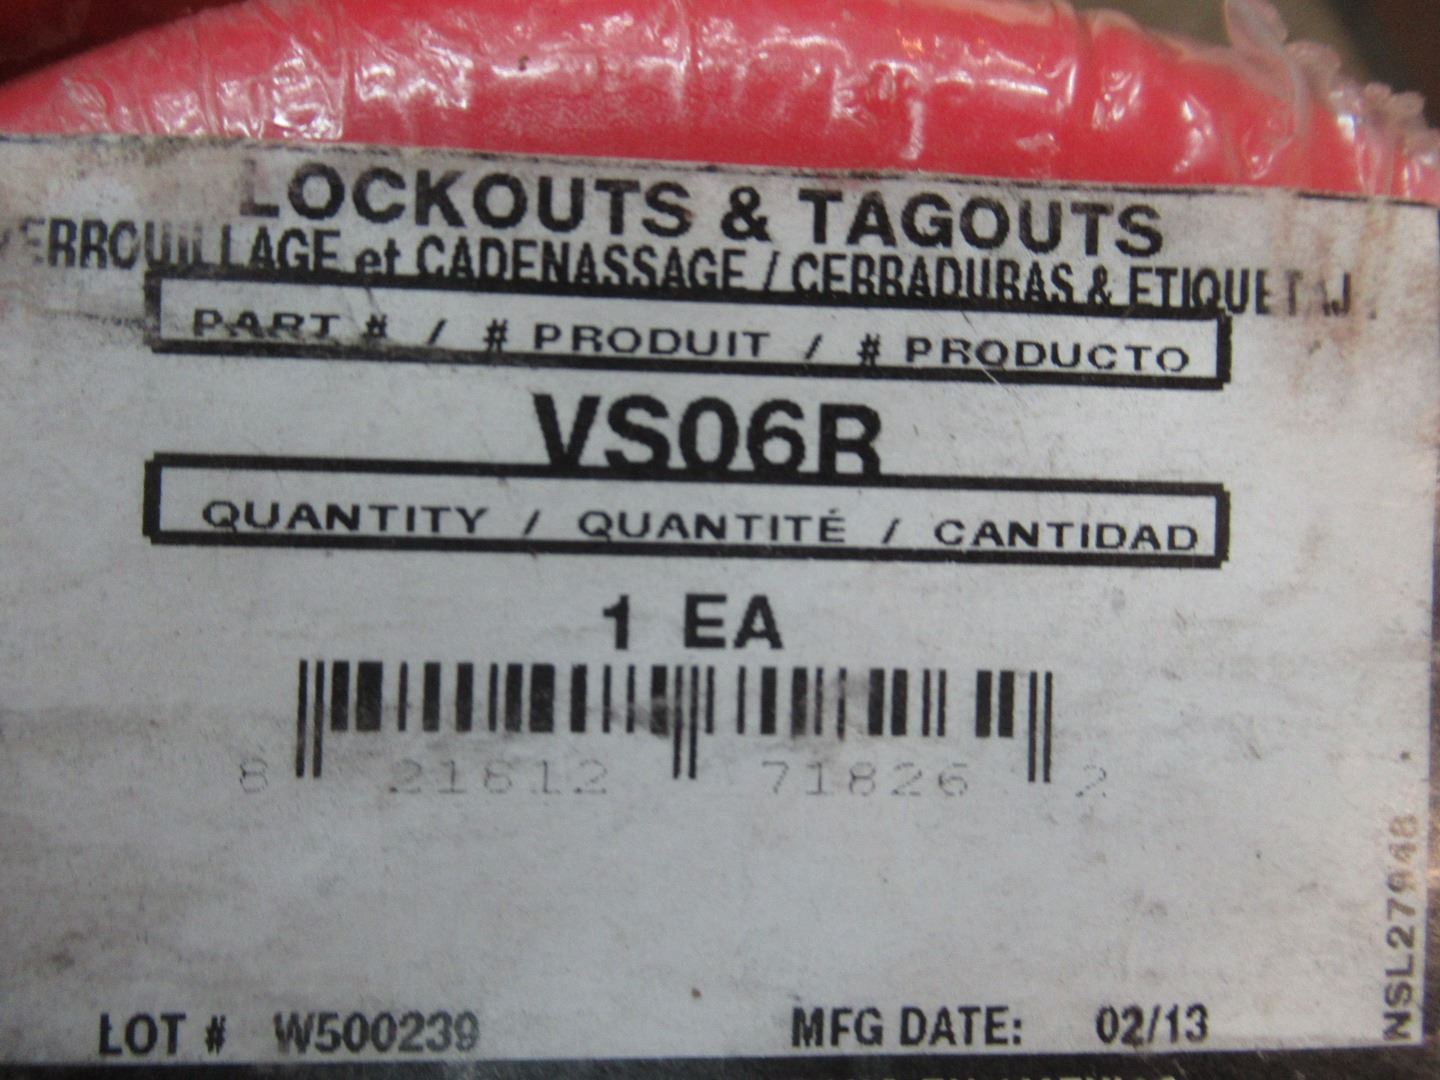 LOCKOUTS & TAGOUTS
ERROUILLAGE et CADENASSAGE / CERRADURAS & ETIQUETAJ
PART # / # PRODUIT / # PRODUCTO
VS06R
QUANTITY / QUANTITÉ / CANTIDAD
1 EA
8 21812 71826 2
LOT # W500239
MFG DATE: 02/13
NSL27948